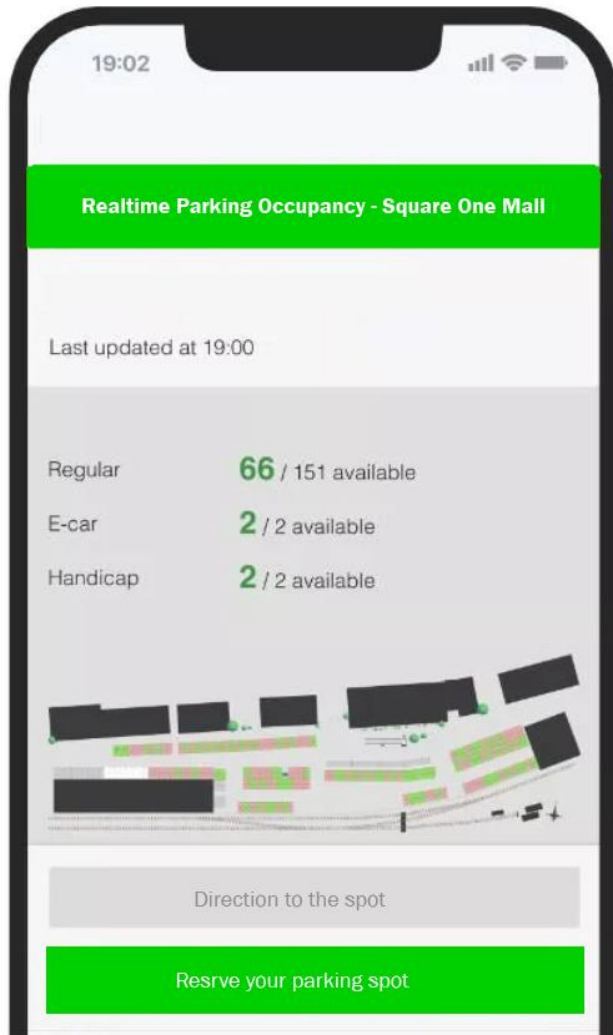 19:02
Realtime Parking Occupancy - Square One Mall
Last updated at 19:00
Regular 66 / 151 available
E-car 2 / 2 available
Handicap 2 / 2 available
Direction to the spot
Resrve your parking spot